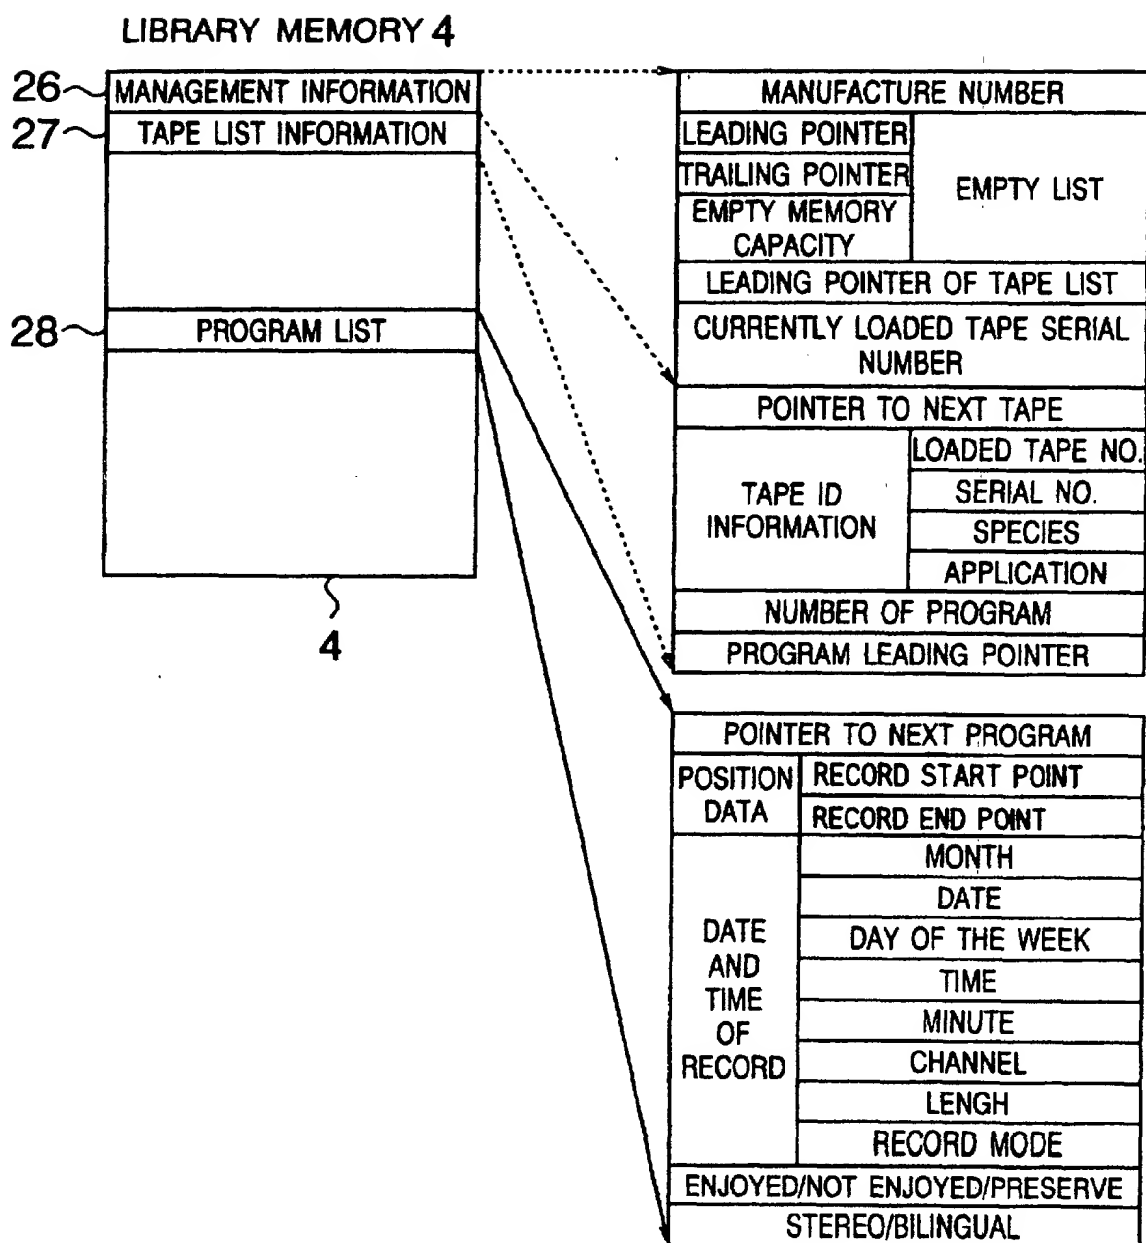 LIBRARY MEMORY 4
26
MANAGEMENT INFORMATION
27
TAPE LIST INFORMATION
28
PROGRAM LIST
4
MANUFACTURE NUMBER
LEADING POINTER
TRAILING POINTER
EMPTY MEMORY
CAPACITY
EMPTY LIST
LEADING POINTER OF TAPE LIST
CURRENTLY LOADED TAPE SERIAL
NUMBER
POINTER TO NEXT TAPE
TAPE ID
INFORMATION
LOADED TAPE NO.
SERIAL NO.
SPECIES
APPLICATION
NUMBER OF PROGRAM
PROGRAM LEADING POINTER
POINTER TO NEXT PROGRAM
POSITION
DATA
RECORD START POINT
RECORD END POINT
DATE
AND
TIME
OF
RECORD
MONTH
DATE
DAY OF THE WEEK
TIME
MINUTE
CHANNEL
LENGH
RECORD MODE
ENJOYED/NOT ENJOYED/PRESERVE
STEREO/BILINGUAL